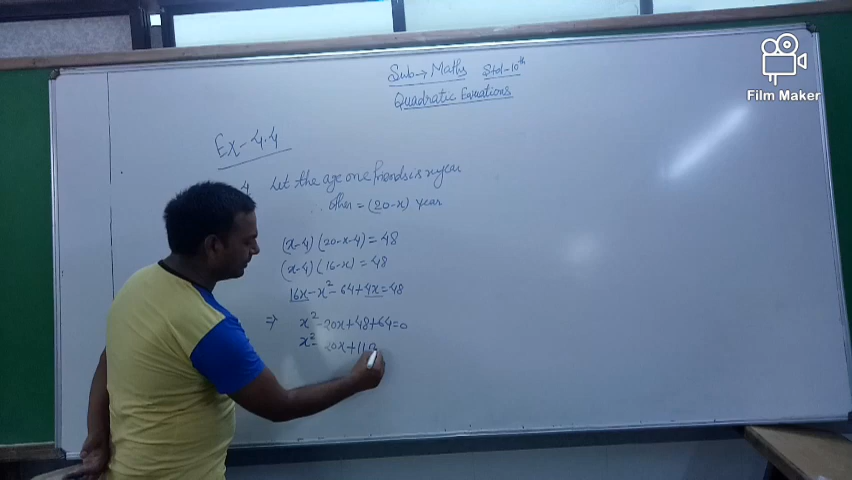 Sub→ Maths Std-10th
Quadratic Equations
Film Maker
Ex-4.4
4 Let the age one friends is x year
∴ other = (20-x) year
(x-4) (20-x-4) = 48
(x-4) (16-x) = 48
16x-x²-64+4x=48
⇒ x²-20x+48+64=0
x²-20x+112